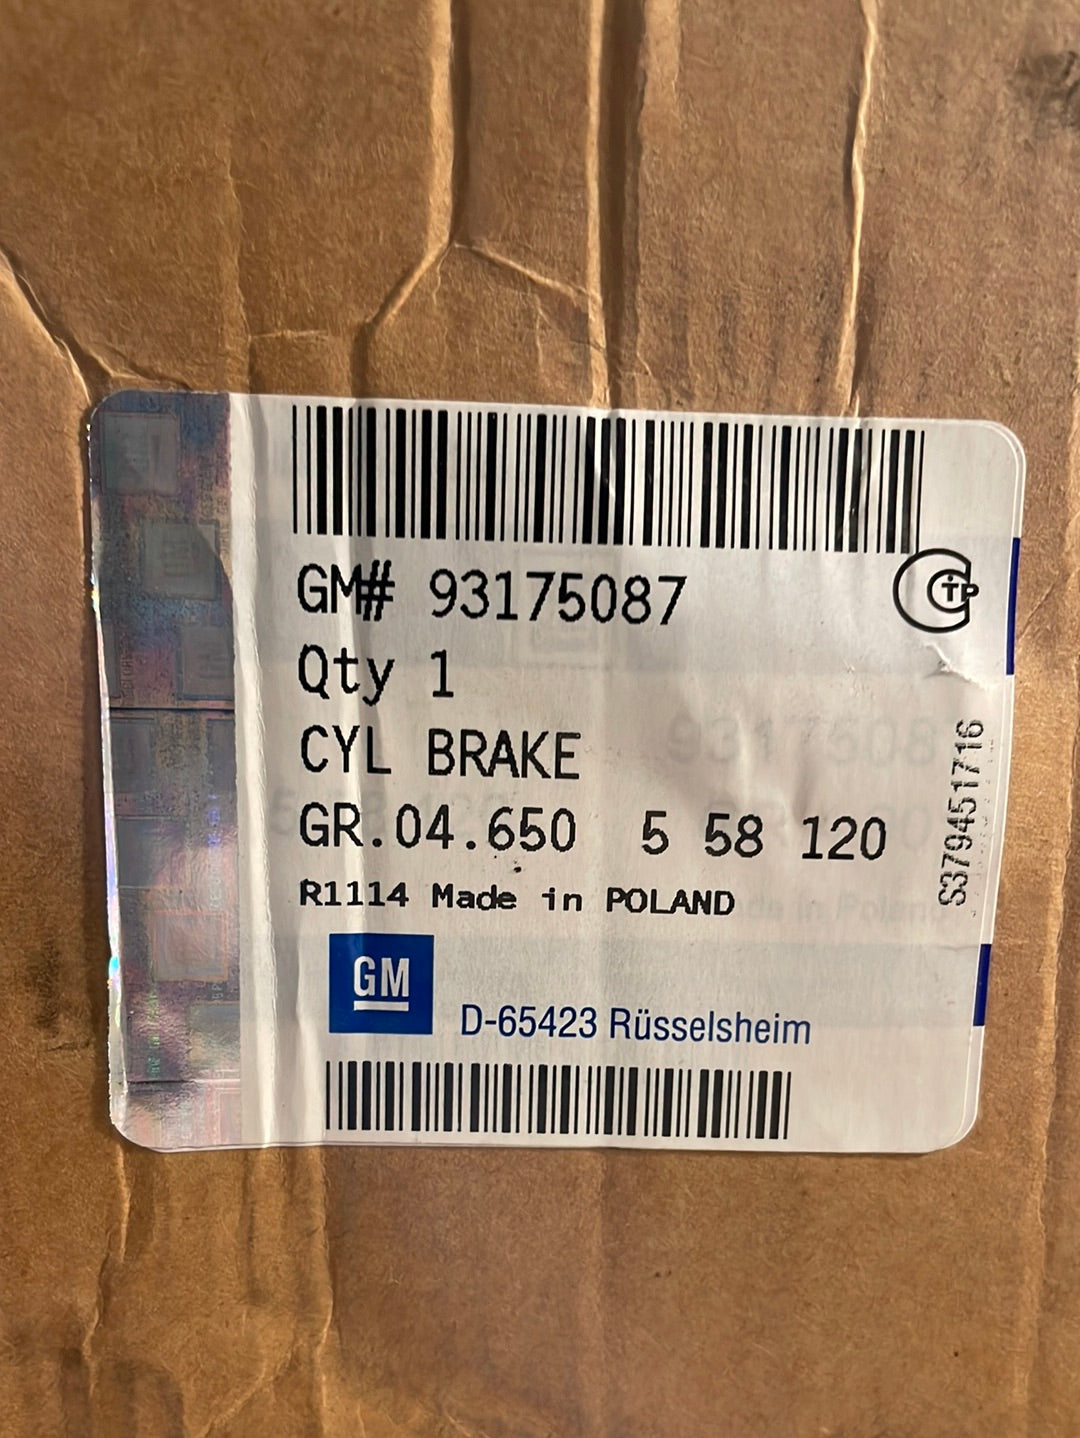 GM# 93175087
Qty 1
CYL BRAKE
GR.04.650 5 58 120
R1114 Made in POLAND
GM
D-65423 Rüsselsheim
S379451716